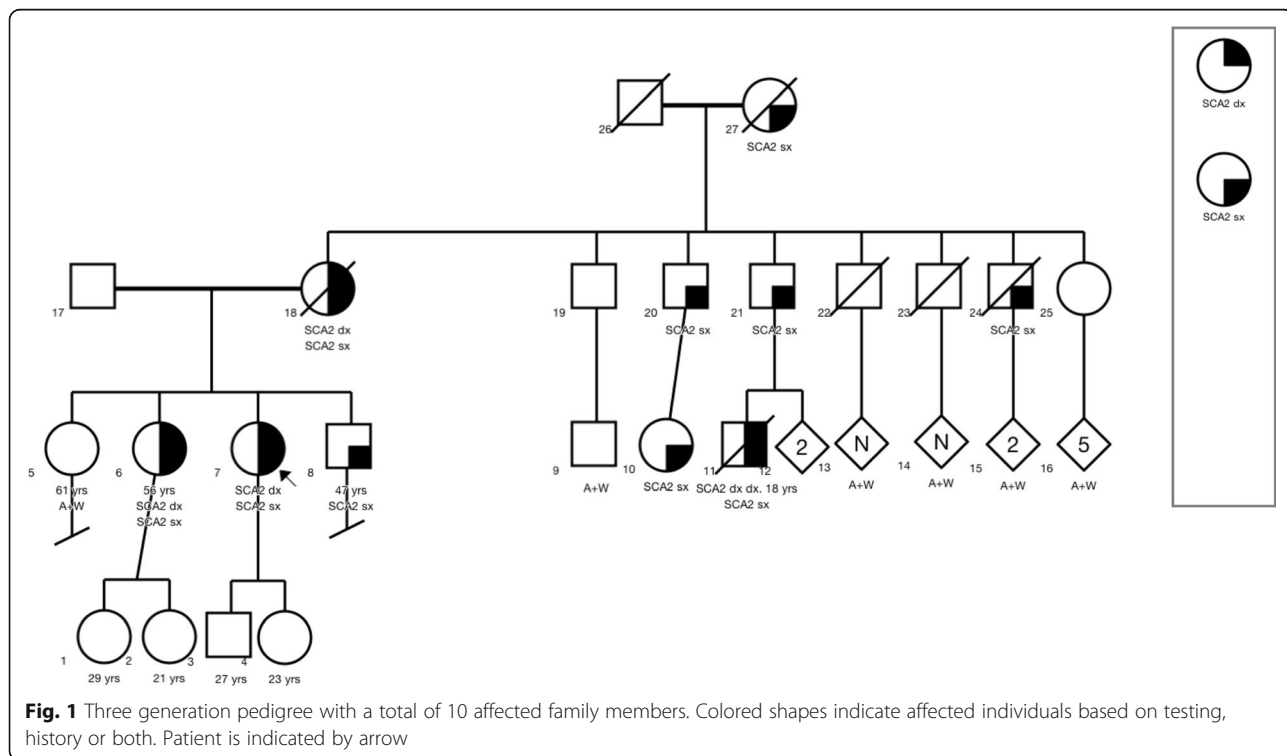 SCA2 dx
SCA2 sx
26
27
SCA2 sx
17
18
SCA2 dx
SCA2 sx
19
20
SCA2 sx
21
SCA2 sx
22
23
24
SCA2 sx
25
5
61 yrs
A+W
6
56 yrs
SCA2 dx
SCA2 sx
7
SCA2 dx
SCA2 sx
8
47 yrs
SCA2 sx
9
A+W
10
SCA2 sx
11
SCA2 dx dx. 18 yrs
SCA2 sx
12
2
13
N
A+W
14
N
A+W
15
2
A+W
16
5
A+W
1
29 yrs
2
21 yrs
3
27 yrs
4
23 yrs
Fig. 1 Three generation pedigree with a total of 10 affected family members. Colored shapes indicate affected individuals based on testing,
history or both. Patient is indicated by arrow